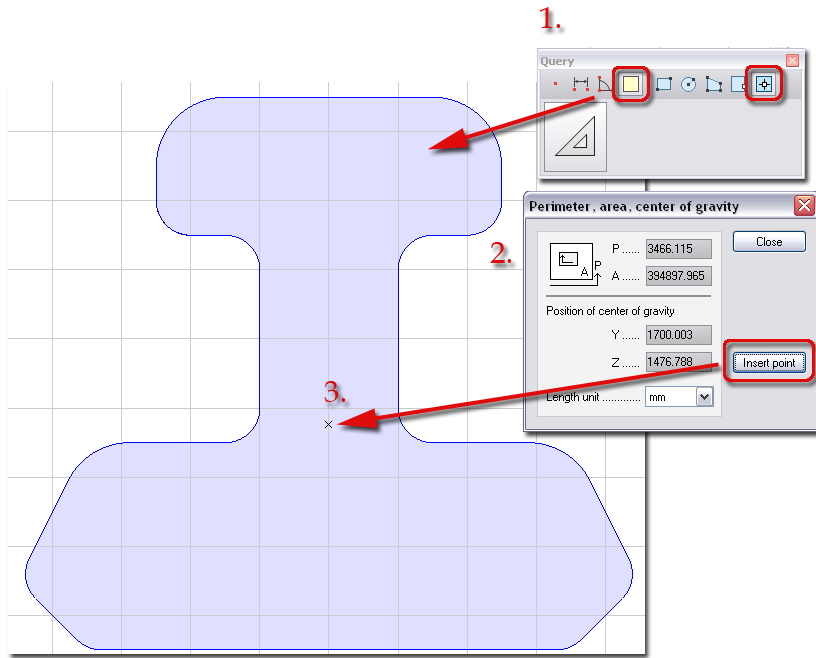 1.
Query
Perimeter, area, center of gravity
2.
P ...... 3466.115
Close
A ...... 394897.965
A P
Position of center of gravity
Y ...... 1700.003
Z ...... 1476.788
Insert point
Length unit ............. mm
3.